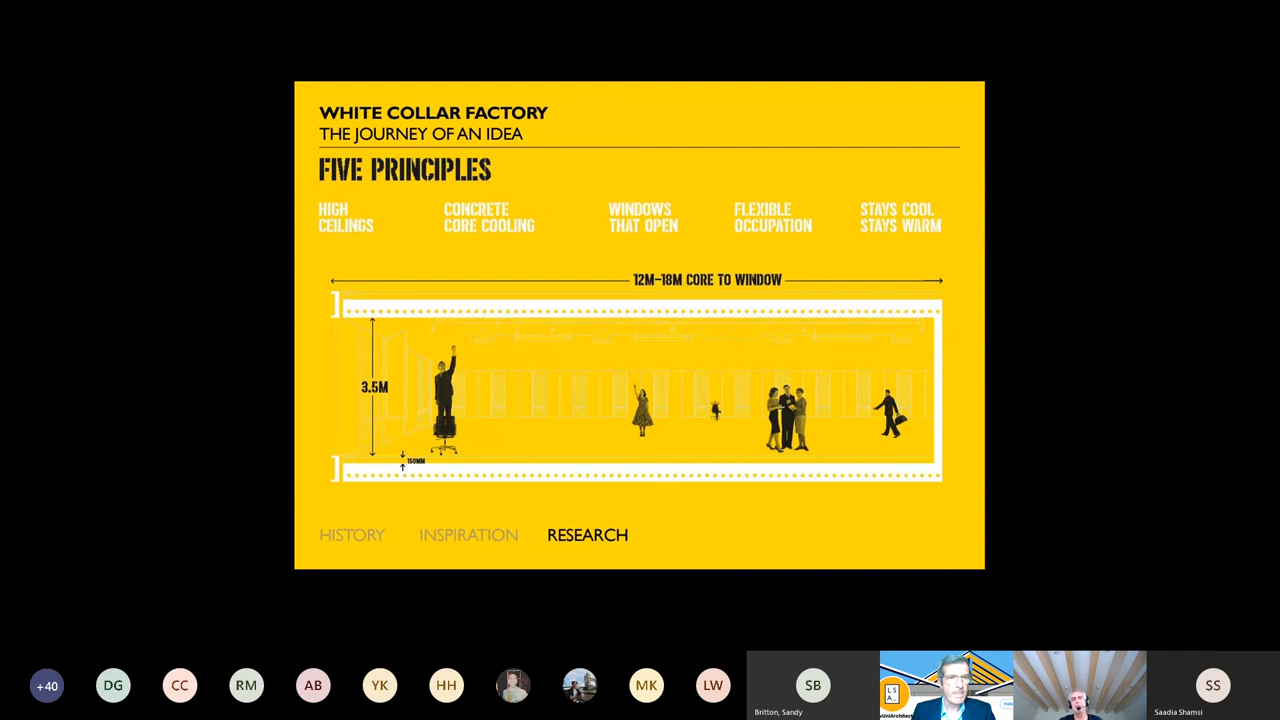 WHITE COLLAR FACTORY
THE JOURNEY OF AN IDEA
FIVE PRINCIPLES
HIGH
CEILINGS
CONCRETE
CORE COOLING
WINDOWS
THAT OPEN
FLEXIBLE
OCCUPATION
STAYS COOL
STAYS WARM
12M–18M CORE TO WINDOW
3.5M
150MM
HISTORY INSPIRATION RESEARCH
+40 DG CC RM AB YK HH MK LW SB SS
LSA.
Britton, Sandy
Saadia Shamsi